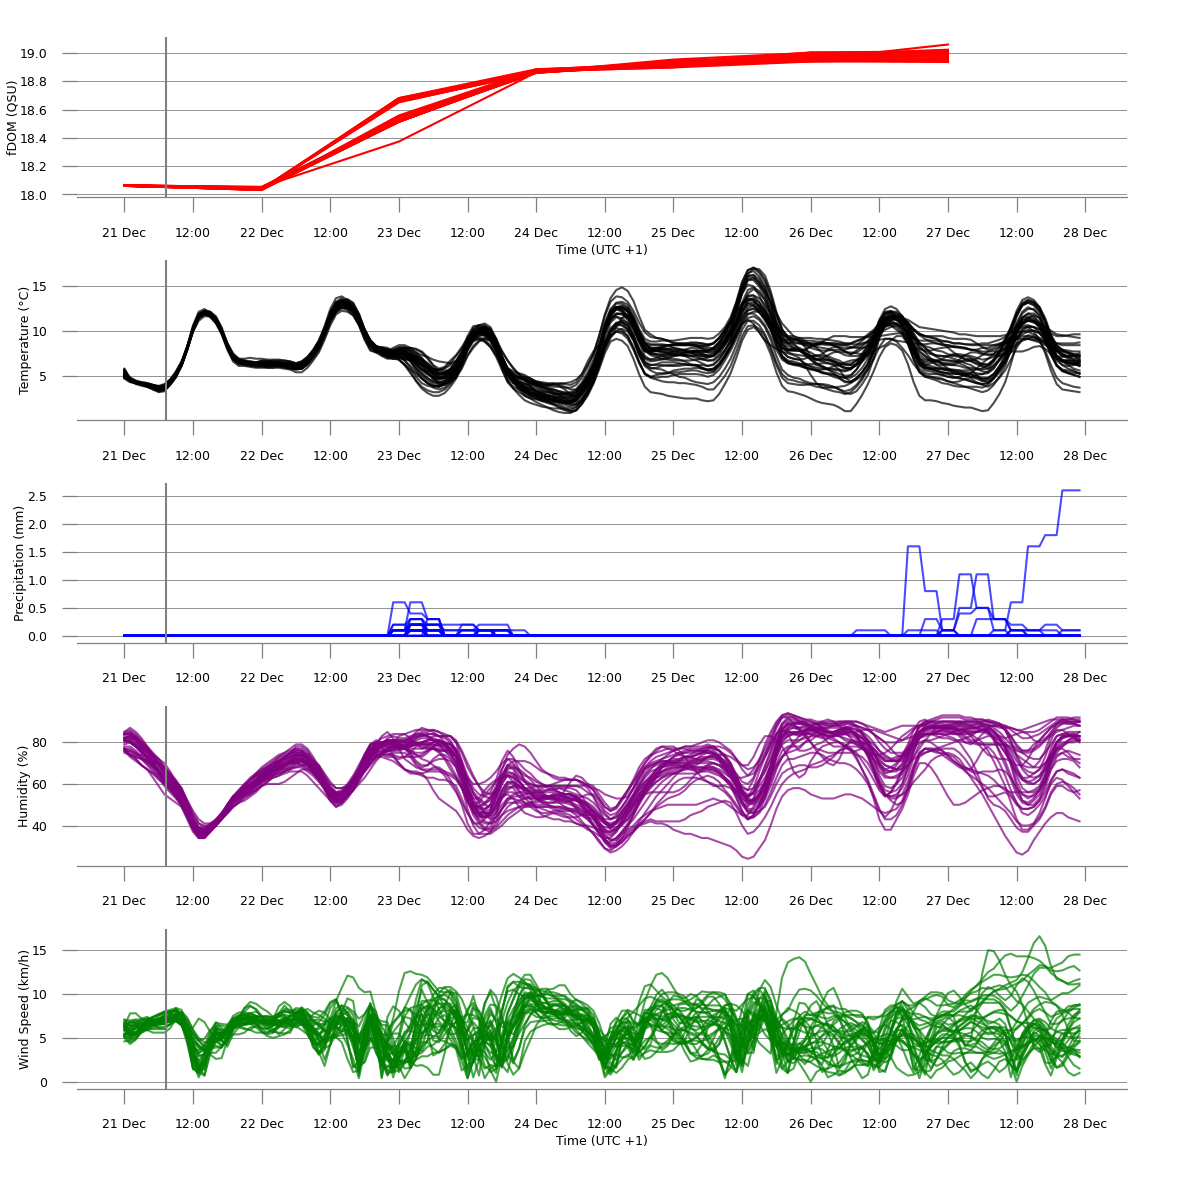 fDOM (QSU)
19.0
18.8
18.6
18.4
18.2
18.0
21 Dec 12:00 22 Dec 12:00 23 Dec 12:00 24 Dec 12:00 25 Dec 12:00 26 Dec 12:00 27 Dec 12:00 28 Dec
Time (UTC +1)
Temperature (°C)
15
10
5
21 Dec 12:00 22 Dec 12:00 23 Dec 12:00 24 Dec 12:00 25 Dec 12:00 26 Dec 12:00 27 Dec 12:00 28 Dec
Precipitation (mm)
2.5
2.0
1.5
1.0
0.5
0.0
21 Dec 12:00 22 Dec 12:00 23 Dec 12:00 24 Dec 12:00 25 Dec 12:00 26 Dec 12:00 27 Dec 12:00 28 Dec
Humidity (%)
80
60
40
21 Dec 12:00 22 Dec 12:00 23 Dec 12:00 24 Dec 12:00 25 Dec 12:00 26 Dec 12:00 27 Dec 12:00 28 Dec
Wind Speed (km/h)
15
10
5
0
21 Dec 12:00 22 Dec 12:00 23 Dec 12:00 24 Dec 12:00 25 Dec 12:00 26 Dec 12:00 27 Dec 12:00 28 Dec
Time (UTC +1)